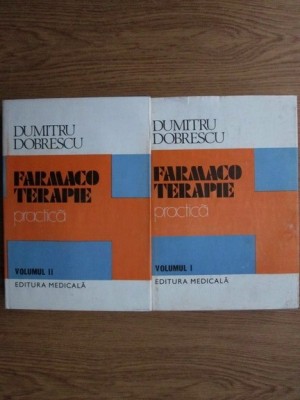 DUMITRU
DOBRESCU
FARMACO
TERAPIE
practică
VOLUMUL II
EDITURA MEDICALĂ
DUMITRU
DOBRESCU
FARMACO
TERAPIE
practică
VOLUMUL I
EDITURA MEDICALĂ